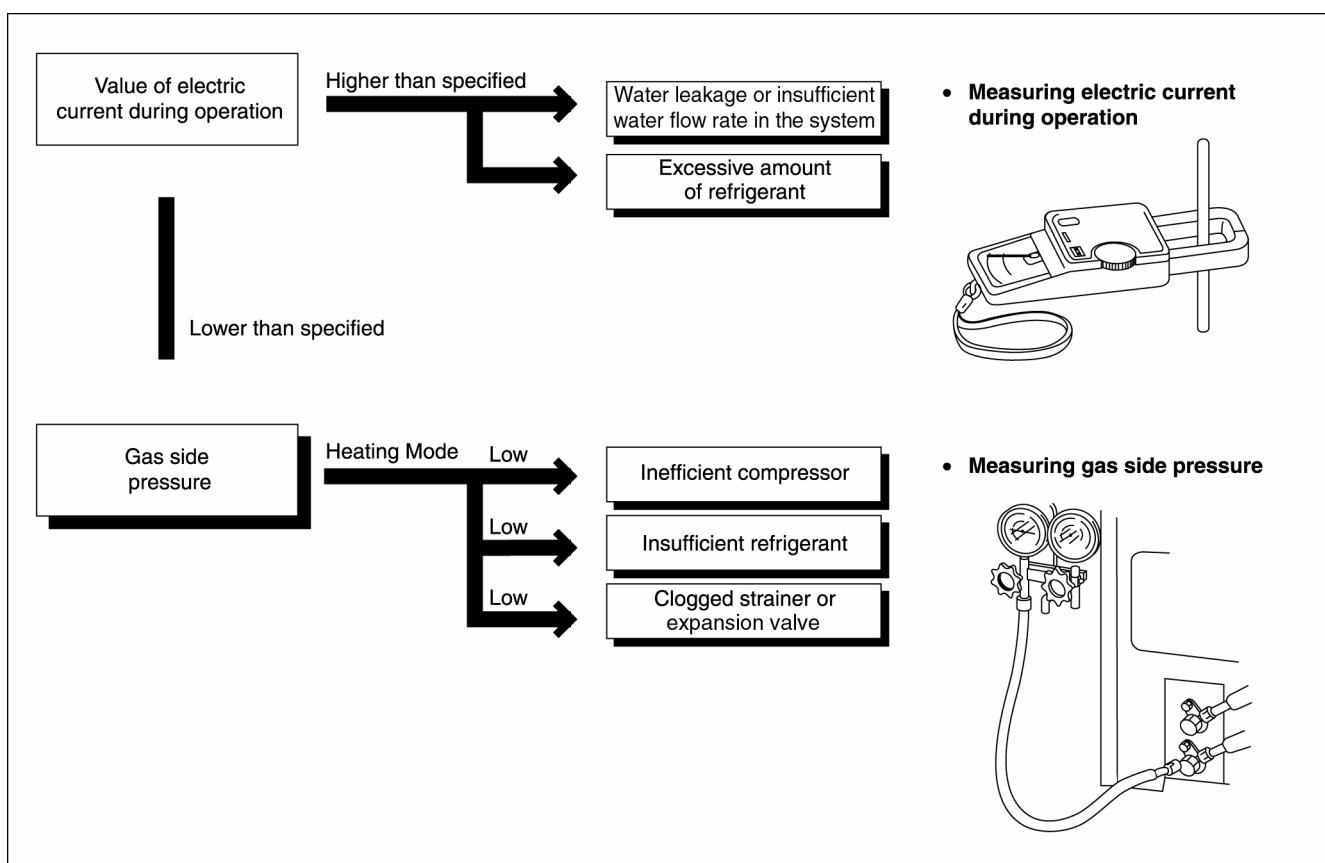 Value of electric
current during operation
Higher than specified
Water leakage or insufficient
water flow rate in the system
Excessive amount
of refrigerant
• Measuring electric current
during operation
Lower than specified
Gas side
pressure
Heating Mode
Low
Inefficient compressor
Low
Insufficient refrigerant
Low
Clogged strainer or
expansion valve
• Measuring gas side pressure